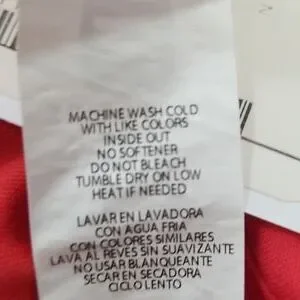 MACHINE WASH COLD
WITH LIKE COLORS
INSIDE OUT
NO SOFTENER
DO NOT BLEACH
TUMBLE DRY ON LOW
HEAT IF NEEDED
LAVAR EN LAVADORA
CON AGUA FRIA
CON COLORES SIMILARES
LAVA AL REVES SIN SUAVIZANTE
NO USAR BLANQUEANTE
SECAR EN SECADORA
CICLO LENTO